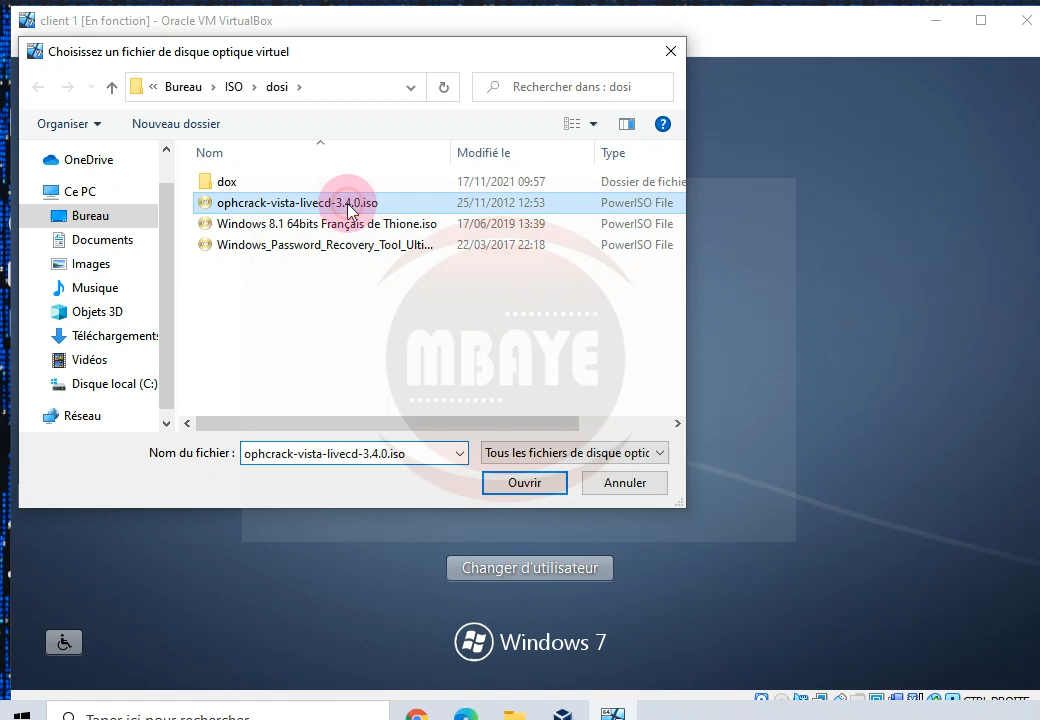 client 1 [En fonction] - Oracle VM VirtualBox
Choisissez un fichier de disque optique virtuel
« Bureau > ISO > dosi >
Rechercher dans : dosi
Organiser
Nouveau dossier
Nom
Modifié le
Type
OneDrive
Ce PC
Bureau
Documents
Images
Musique
Objets 3D
Téléchargements
Vidéos
Disque local (C:)
Réseau
dox 17/11/2021 09:57 Dossier de fichie
ophcrack-vista-livecd-3.4.0.iso 25/11/2012 12:53 PowerISO File
Windows 8.1 64bits Français de Thione.iso 17/06/2019 13:39 PowerISO File
Windows_Password_Recovery_Tool_Ulti... 22/03/2017 22:18 PowerISO File
MBAYE
Nom du fichier : ophcrack-vista-livecd-3.4.0.iso
Tous les fichiers de disque optic
Ouvrir
Annuler
Changer d'utilisateur
Windows 7
CTRL DROITE
Taper ici pour rechercher